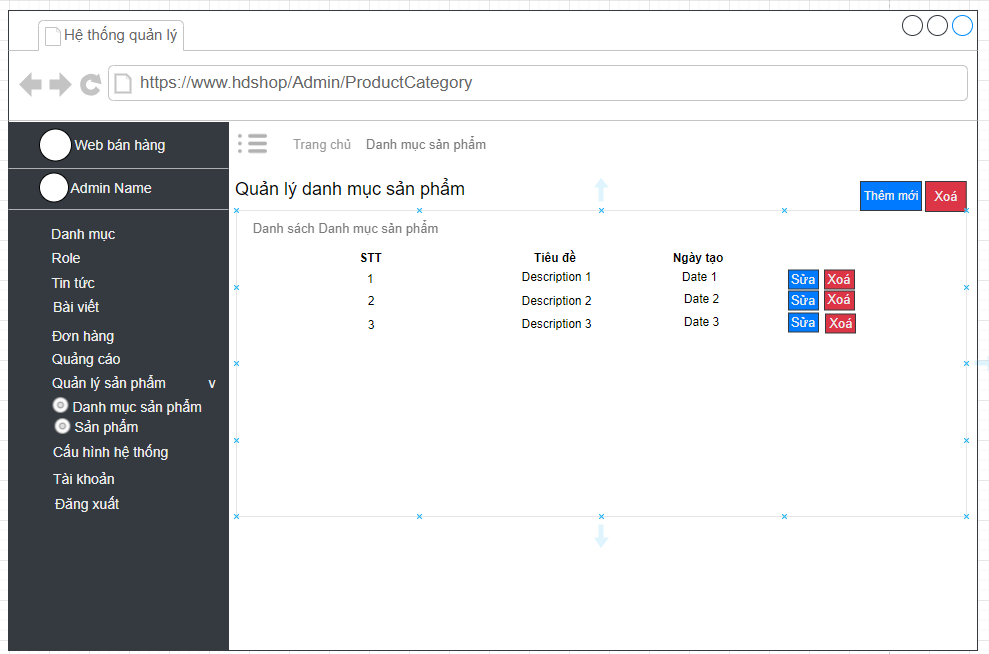 Hệ thống quản lý
https://www.hdshop/Admin/ProductCategory
Web bán hàng
Admin Name
Danh mục
Role
Tin tức
Bài viết
Đơn hàng
Quảng cáo
Quản lý sản phẩm v
Danh mục sản phẩm
Sản phẩm
Cấu hình hệ thống
Tài khoản
Đăng xuất
Trang chủ Danh mục sản phẩm
Quản lý danh mục sản phẩm
Thêm mới Xoá
Danh sách Danh mục sản phẩm
STT Tiêu đề Ngày tạo
1 Description 1 Date 1 Sửa Xoá
2 Description 2 Date 2 Sửa Xoá
3 Description 3 Date 3 Sửa Xoá